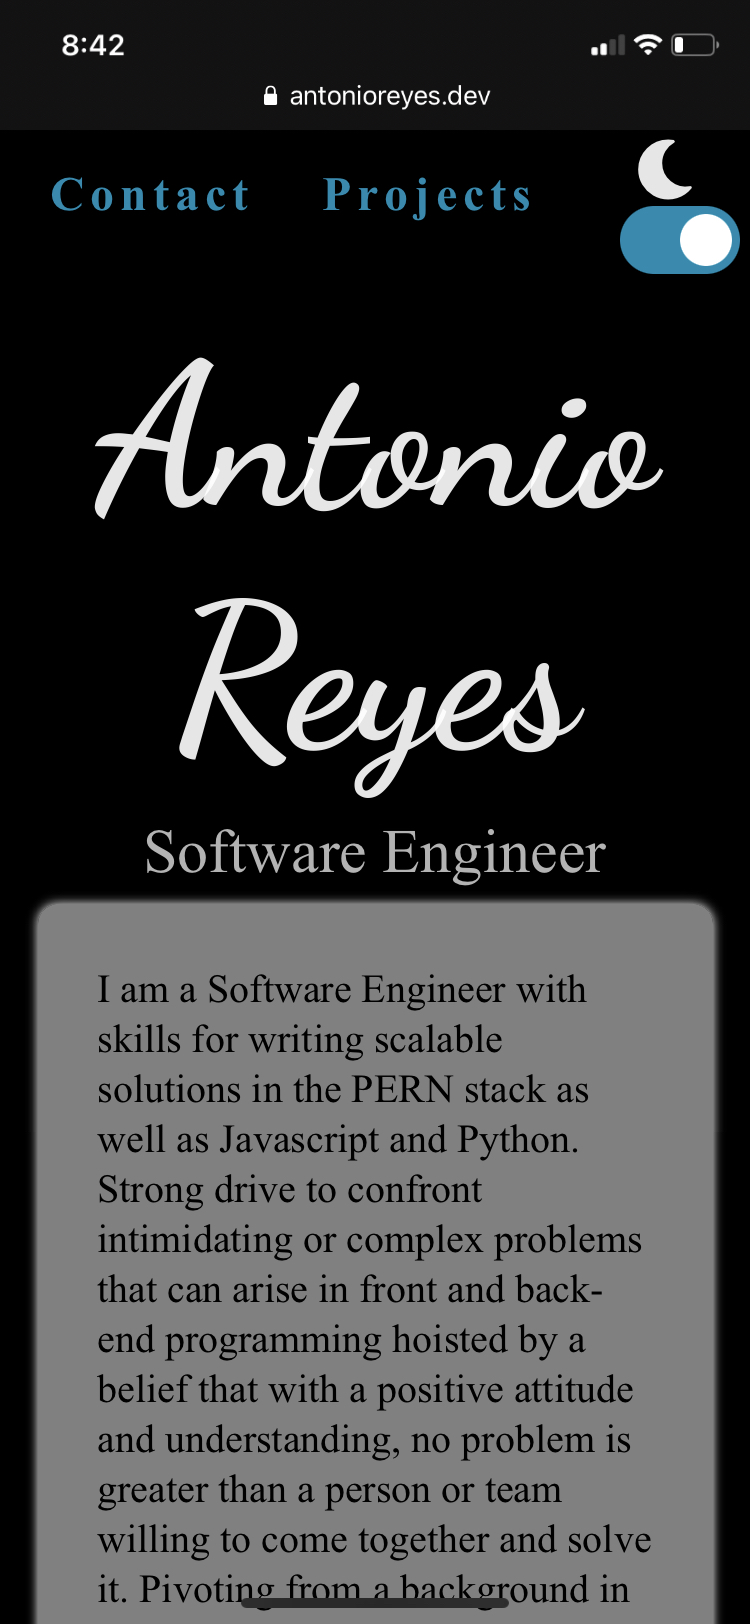 8:42
antonioreyes.dev
Contact Projects
Antonio
Reyes
Software Engineer
I am a Software Engineer with
skills for writing scalable
solutions in the PERN stack as
well as Javascript and Python.
Strong drive to confront
intimidating or complex problems
that can arise in front and back-
end programming hoisted by a
belief that with a positive attitude
and understanding, no problem is
greater than a person or team
willing to come together and solve
it. Pivoting from a background in